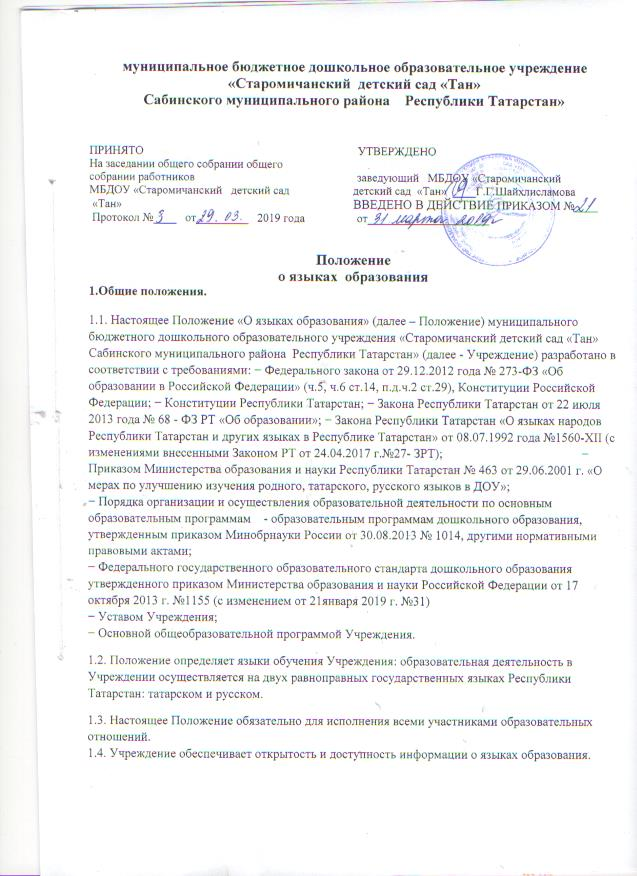 муниципальное бюджетное дошкольное образовательное учреждение
«Старомичанский детский сад «Тан»
Сабинского муниципального района Республики Татарстан»
ПРИНЯТО
На заседании общего собрании общего
собрании работников
МБДОУ «Старомичанский детский сад
«Тан»
Протокол № 3 от 29. 03. 2019 года
УТВЕРЖДЕНО
заведующий МБДОУ «Старомичанский
детский сад «Тан» Г.Г.Шайхлисламова
ВВЕДЕНО В ДЕЙСТВИЕ ПРИКАЗОМ № 21
от 31 марта 2019г
Положение
о языках образования
1.Общие положения.
1.1. Настоящее Положение «О языках образования» (далее – Положение) муниципального
бюджетного дошкольного образовательного учреждения «Старомичанский детский сад «Тан»
Сабинского муниципального района Республики Татарстан» (далее - Учреждение) разработано в
соответствии с требованиями: − Федерального закона от 29.12.2012 года № 273-ФЗ «Об
образовании в Российской Федерации» (ч.5, ч.6 ст.14, п.д.ч.2 ст.29), Конституции Российской
Федерации; − Конституции Республики Татарстан; − Закона Республики Татарстан от 22 июля
2013 года № 68 - ФЗ РТ «Об образовании»; − Закона Республики Татарстан «О языках народов
Республики Татарстан и других языках в Республике Татарстан» от 08.07.1992 года №1560-XII (с
изменениями внесенными Законом РТ от 24.04.2017 г.№27- ЗРТ); −
Приказом Министерства образования и науки Республики Татарстан № 463 от 29.06.2001 г. «О
мерах по улучшению изучения родного, татарского, русского языков в ДОУ»;
− Порядка организации и осуществления образовательной деятельности по основным
образовательным программам - образовательным программам дошкольного образования,
утвержденным приказом Минобрнауки России от 30.08.2013 № 1014, другими нормативными
правовыми актами;
− Федерального государственного образовательного стандарта дошкольного образования
утвержденного приказом Министерства образования и науки Российской Федерации от 17
октября 2013 г. №1155 (с изменением от 21января 2019 г. №31)
− Уставом Учреждения;
− Основной общеобразовательной программой Учреждения.
1.2. Положение определяет языки обучения Учреждения: образовательная деятельность в
Учреждении осуществляется на двух равноправных государственных языках Республики
Татарстан: татарском и русском.
1.3. Настоящее Положение обязательно для исполнения всеми участниками образовательных
отношений.
1.4. Учреждение обеспечивает открытость и доступность информации о языках образования.